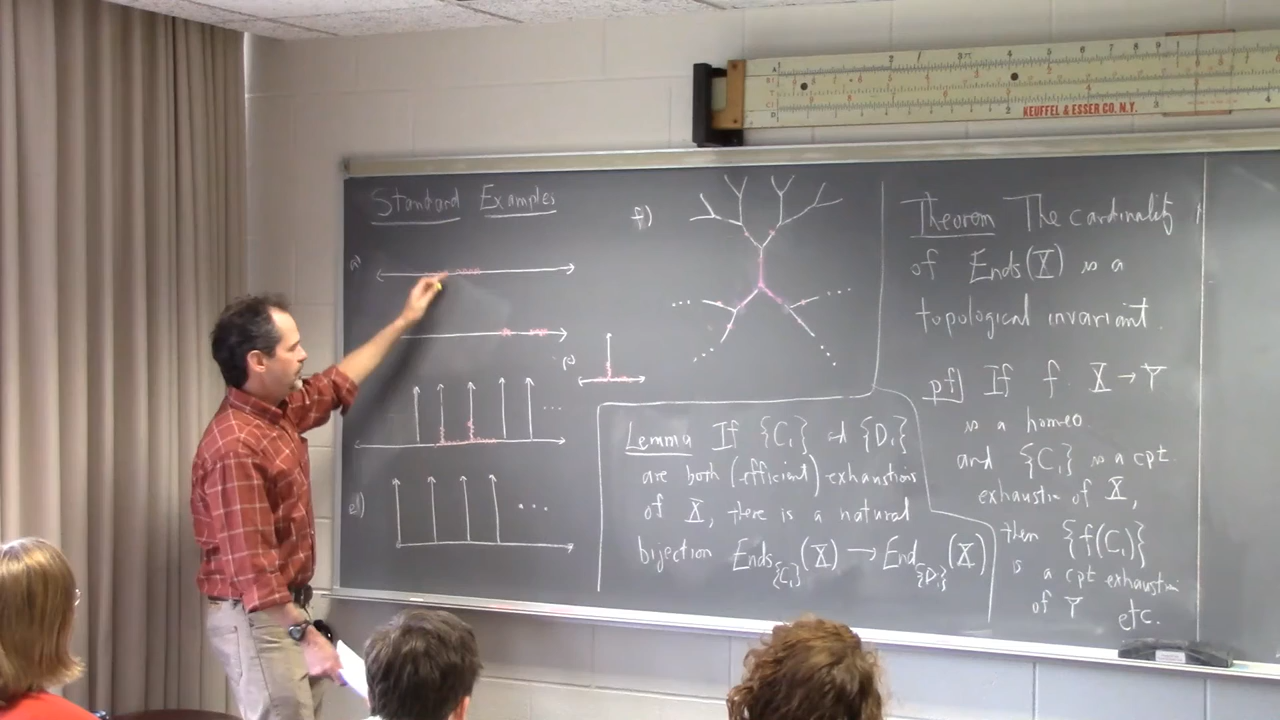 Standard Examples
a)
c)
e)
f)
Lemma If {Cᵢ} and {Dᵢ}
are both (efficient) exhaustions
of X, there is a natural
bijection Ends_{Cᵢ}(X) → End_{Dᵢ}(X)
Theorem The cardinality
of Ends(X) is a
topological invariant.
pf) If f: X → Y
is a homeo.
and {Cᵢ} is a cpt
exhaustion of X,
then {f(Cᵢ)}
is a cpt exhaustion
of Y etc.
KEUFFEL & ESSER CO. N.Y.